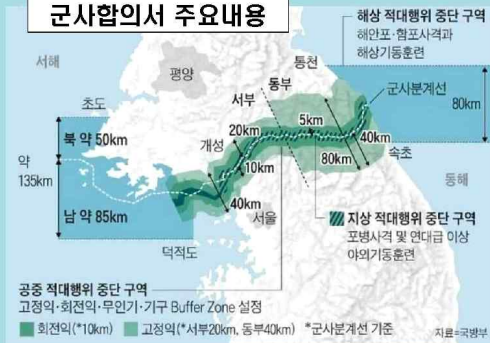 군사합의서 주요내용
해상 적대행위 중단 구역
해안포·함포사격과
해상기동훈련
서해
평양
통천
동부
서부
군사분계선
80km
초도
북 약 50km
개성
20km
5km
40km
10km
80km
속초
약
135km
동해
남 약 85km
40km
서울
덕적도
지상 적대행위 중단 구역
포병사격 및 연대급 이상
야외기동훈련
공중 적대행위 중단 구역
고정익·회전익·무인기·기구 Buffer Zone 설정
회전익(*10km) 고정익(*서부20km, 동부40km) *군사분계선 기준
자료=국방부